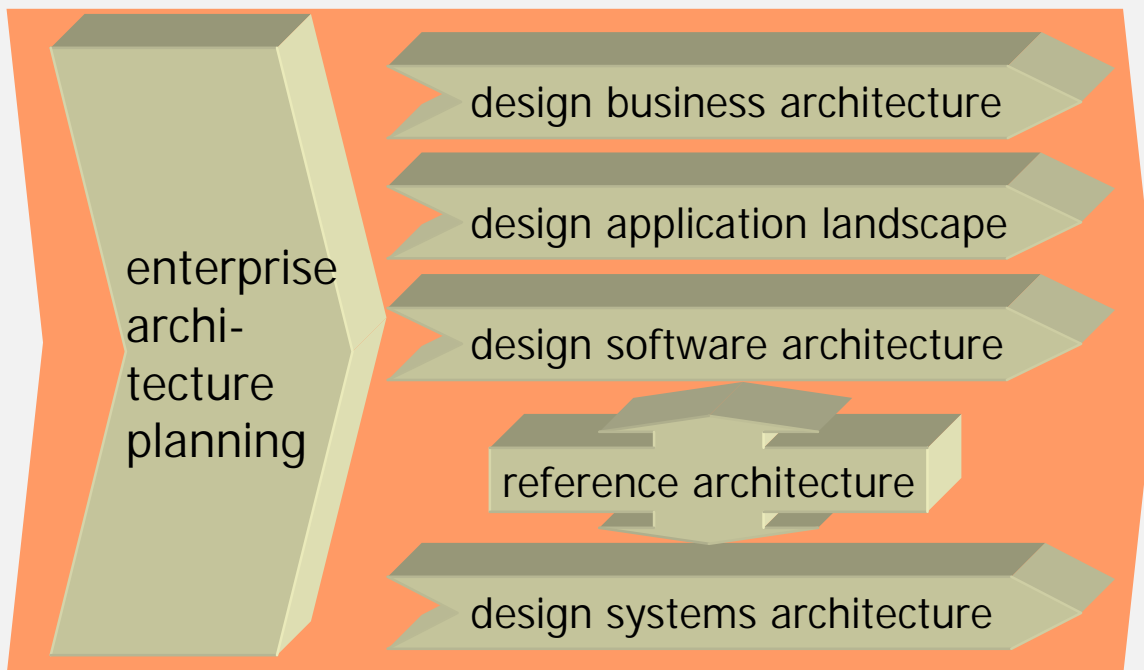 enterprise
archi-
tecture
planning
design business architecture
design application landscape
design software architecture
reference architecture
design systems architecture